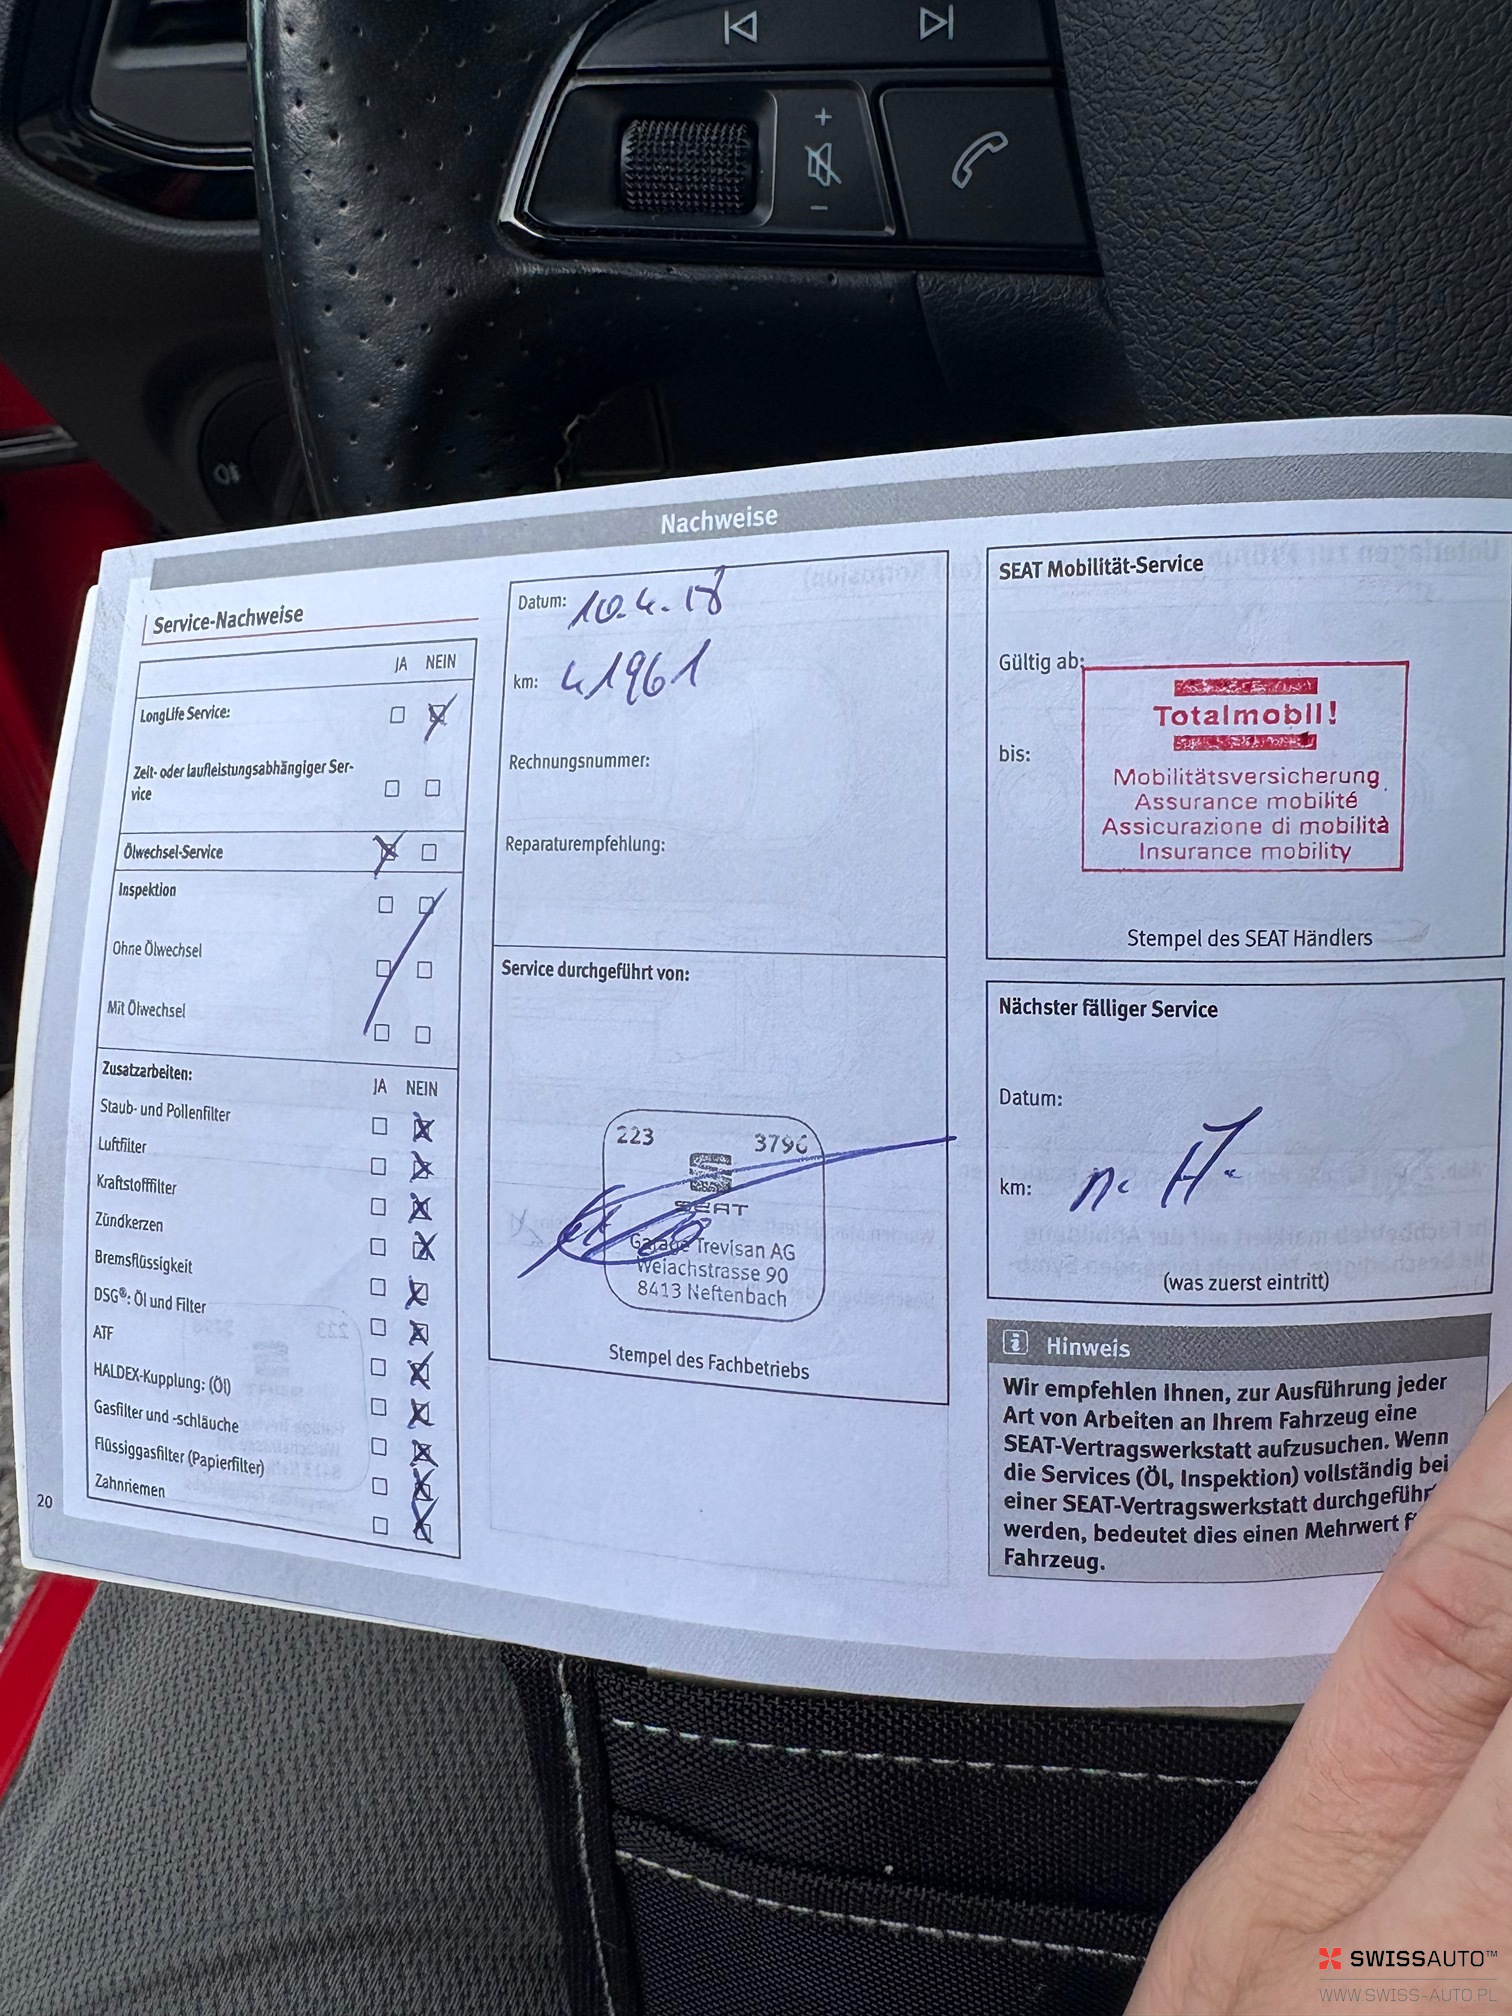 Nachweise
Service-Nachweise
JA NEIN
LongLife Service:
Zeit- oder laufleistungsabhängiger Ser-
vice
Ölwechsel-Service
Inspektion
Ohne Ölwechsel
Mit Ölwechsel
Zusatzarbeiten:
JA NEIN
Staub- und Pollenfilter
Luftfilter
Kraftstofffilter
Zündkerzen
Bremsflüssigkeit
DSG®: Öl und Filter
ATF
HALDEX-Kupplung: (Öl)
Gasfilter und -schläuche
Flüssiggasfilter (Papierfilter)
Zahnriemen
20
Datum: 10.4.18
km: 41961
Rechnungsnummer:
Reparaturempfehlung:
Service durchgeführt von:
223 3796
SEAT
Garage Trevisan AG
Weiachstrasse 90
8413 Neftenbach
Stempel des Fachbetriebs
SEAT Mobilität-Service
Gültig ab:
bis:
Totalmobil!
Mobilitätsversicherung
Assurance mobilité
Assicurazione di mobilità
Insurance mobility
Stempel des SEAT Händlers
Nächster fälliger Service
Datum:
km:
(was zuerst eintritt)
i Hinweis
Wir empfehlen Ihnen, zur Ausführung jeder
Art von Arbeiten an Ihrem Fahrzeug eine
SEAT-Vertragswerkstatt aufzusuchen. Wenn
die Services (Öl, Inspektion) vollständig bei
einer SEAT-Vertragswerkstatt durchgeführ
werden, bedeutet dies einen Mehrwert f
Fahrzeug.
SWISSAUTO™
WWW.SWISS-AUTO.PL